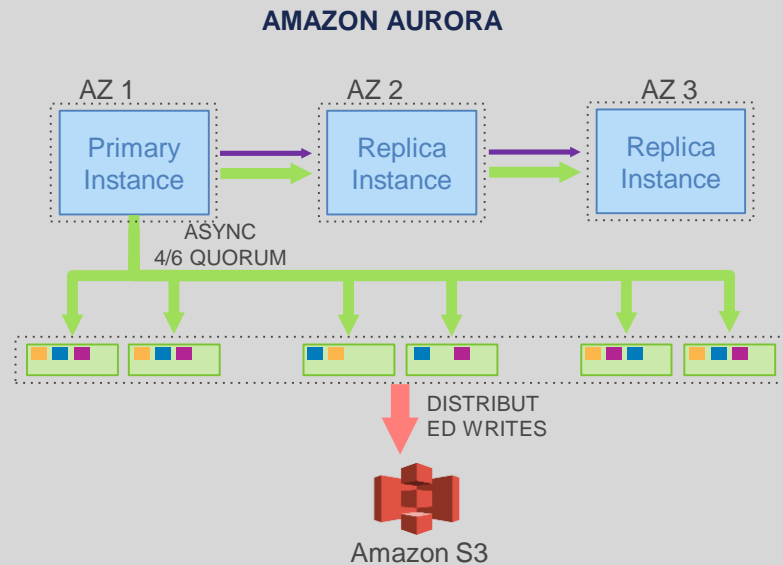 AMAZON AURORA
AZ 1
AZ 2
AZ 3
Primary
Instance
Replica
Instance
Replica
Instance
ASYNC
4/6 QUORUM
DISTRIBUT
ED WRITES
Amazon S3